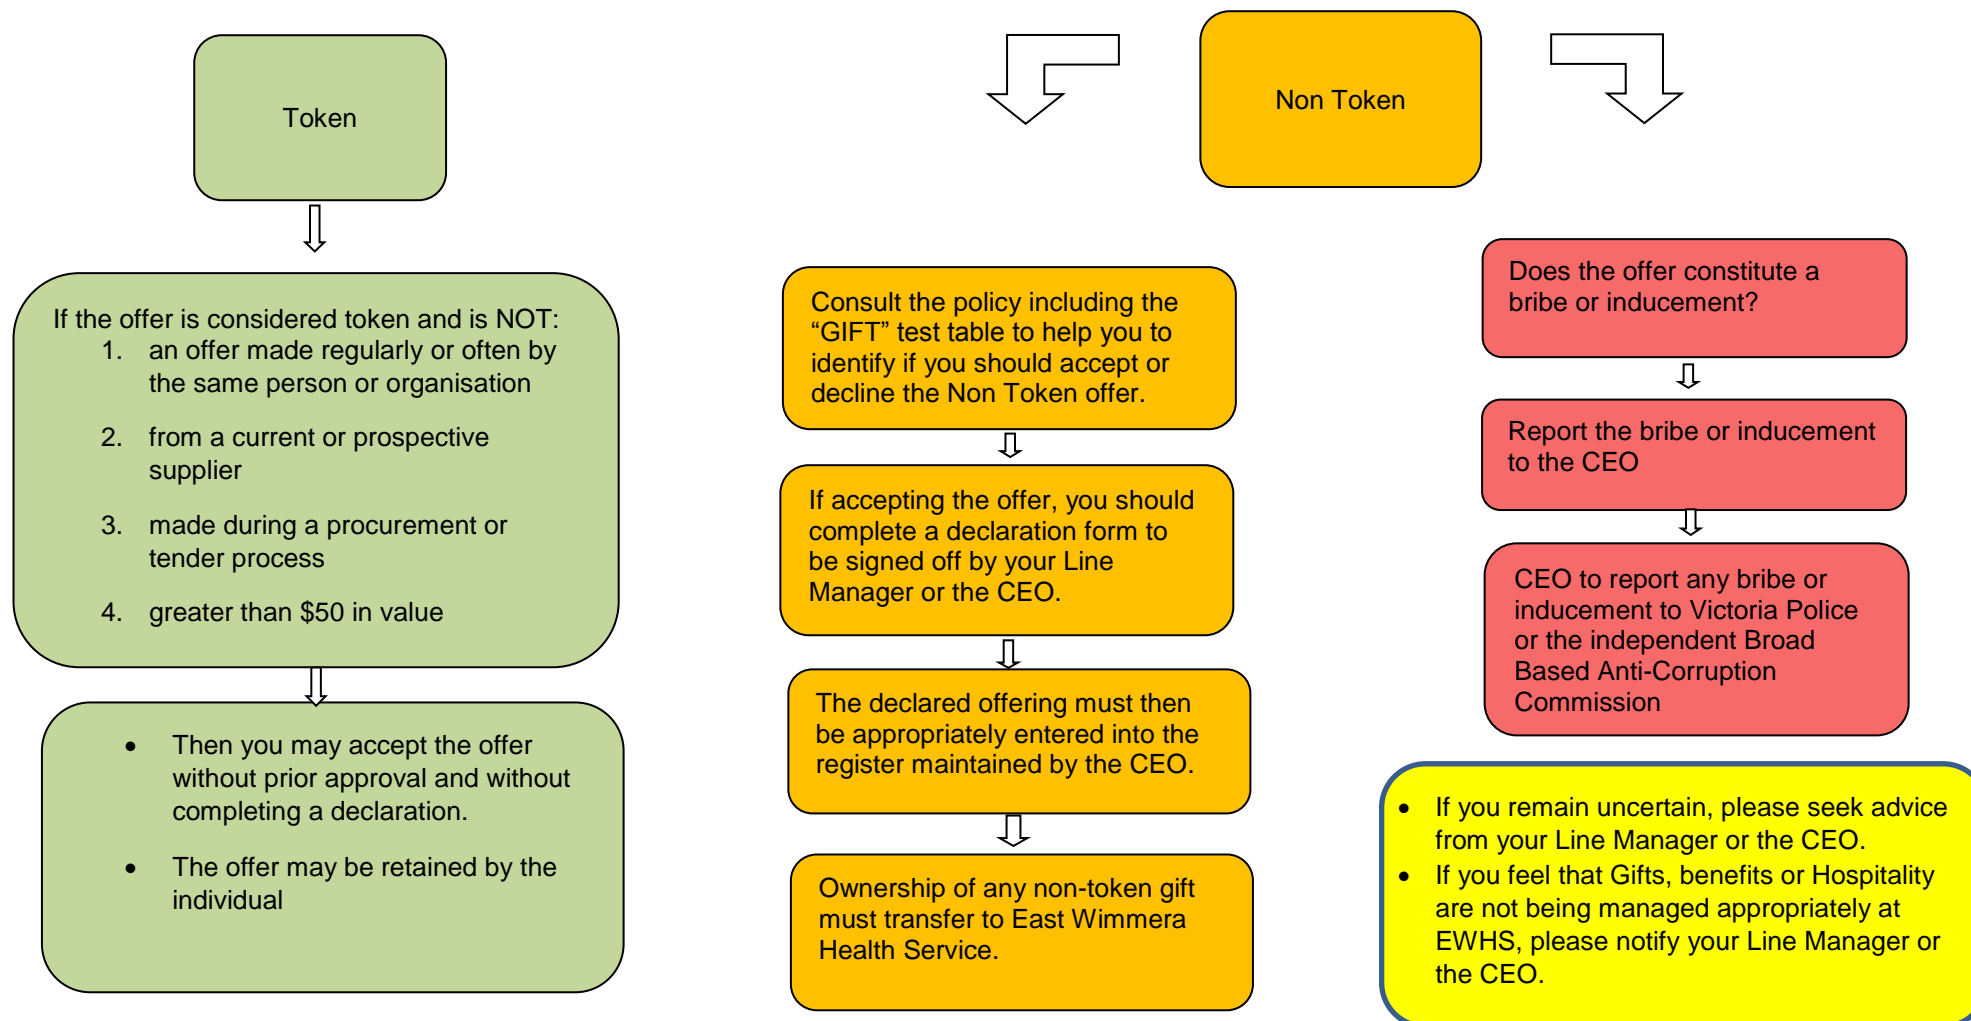 Token
If the offer is considered token and is NOT:
1. an offer made regularly or often by
the same person or organisation
2. from a current or prospective
supplier
3. made during a procurement or
tender process
4. greater than $50 in value
• Then you may accept the offer
without prior approval and without
completing a declaration.
• The offer may be retained by the
individual
Non Token
Consult the policy including the
“GIFT” test table to help you to
identify if you should accept or
decline the Non Token offer.
If accepting the offer, you should
complete a declaration form to
be signed off by your Line
Manager or the CEO.
The declared offering must then
be appropriately entered into the
register maintained by the CEO.
Ownership of any non-token gift
must transfer to East Wimmera
Health Service.
Does the offer constitute a
bribe or inducement?
Report the bribe or inducement
to the CEO
CEO to report any bribe or
inducement to Victoria Police
or the independent Broad
Based Anti-Corruption
Commission
• If you remain uncertain, please seek advice
from your Line Manager or the CEO.
• If you feel that Gifts, benefits or Hospitality
are not being managed appropriately at
EWHS, please notify your Line Manager or
the CEO.